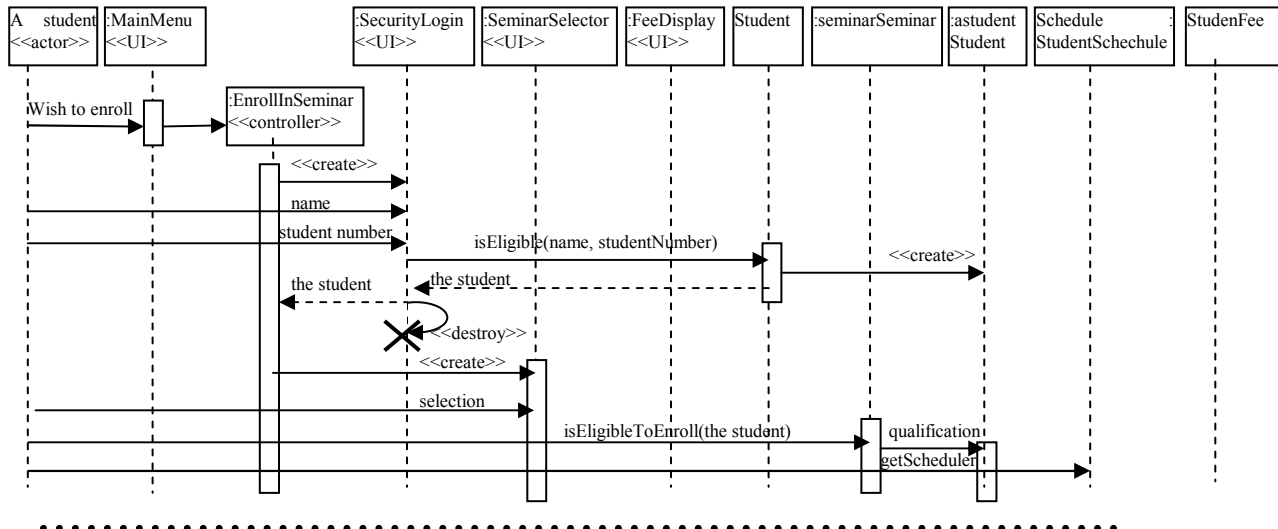 A student
<<actor>>
:MainMenu
<<UI>>
:SecurityLogin
<<UI>>
:SeminarSelector
<<UI>>
:FeeDisplay
<<UI>>
Student
:seminarSeminar
:astudent
Student
Schedule :
StudentSchechule
StudenFee
:EnrollInSeminar
<<controller>>
Wish to enroll
<<create>>
name
student number
isEligible(name, studentNumber)
<<create>>
the student
the student
<<destroy>>
<<create>>
selection
isEligibleToEnroll(the student)
qualification
getScheduler